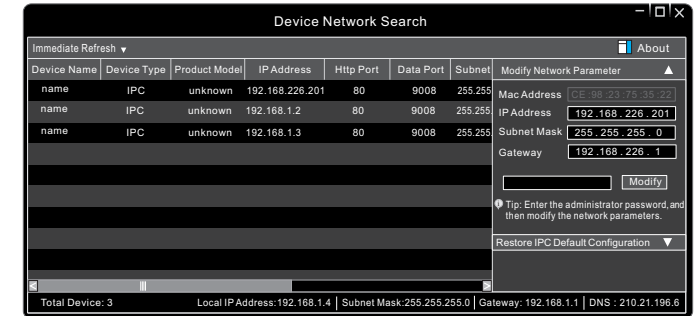 Device Network Search
Immediate Refresh ▼
About
Device Name Device Type Product Model IP Address Http Port Data Port Subnet
name IPC unknown 192.168.226.201 80 9008 255.255
name IPC unknown 192.168.1.2 80 9008 255.255.
name IPC unknown 192.168.1.3 80 9008 255.255.
Modify Network Parameter ▲
Mac Address CE :98 :23 :75 :35 :22
IP Address 192 .168 . 226 . 201
Subnet Mask 255 . 255 . 255 . 0
Gateway 192 .168 . 226 . 1
Modify
Tip: Enter the administrator password, and
then modify the network parameters.
Restore IPC Default Configuration ▼
Total Device: 3 Local IP Address:192.168.1.4 Subnet Mask:255.255.255.0 Gateway: 192.168.1.1 DNS : 210.21.196.6